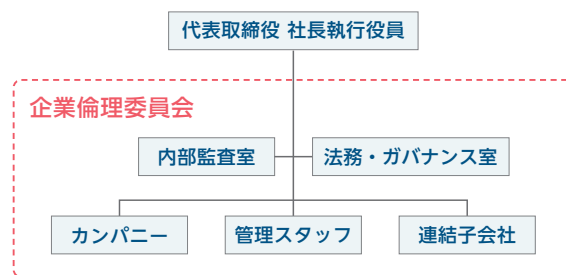 代表取締役 社長執行役員
企業倫理委員会
内部監査室
法務・ガバナンス室
カンパニー
管理スタッフ
連結子会社